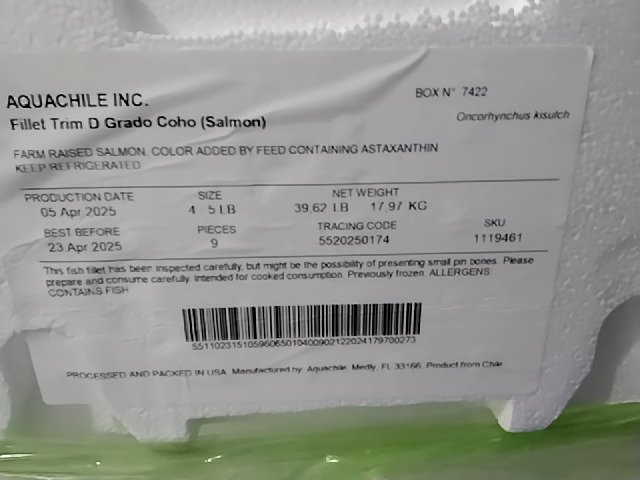 AQUACHILE INC.
BOX N° 7422
Fillet Trim D Grado Coho (Salmon)
Oncorhynchus kisutch
FARM RAISED SALMON, COLOR ADDED BY FEED CONTAINING ASTAXANTHIN
KEEP REFRIGERATED
PRODUCTION DATE SIZE NET WEIGHT
05 Apr 2025 4 5 LB 39,62 LB 17,97 KG
BEST BEFORE PIECES TRACING CODE SKU
23 Apr 2025 9 5520250174 1119461
This fish fillet has been inspected carefully, but might be the possibility of presenting small pin bones. Please
prepare and consume carefully. Intended for cooked consumption. Previously frozen. ALLERGENS:
CONTAINS FISH
PROCESSED AND PACKED IN USA. Manufactured by: Aquachile. Medly, FL 33166. Product from Chile